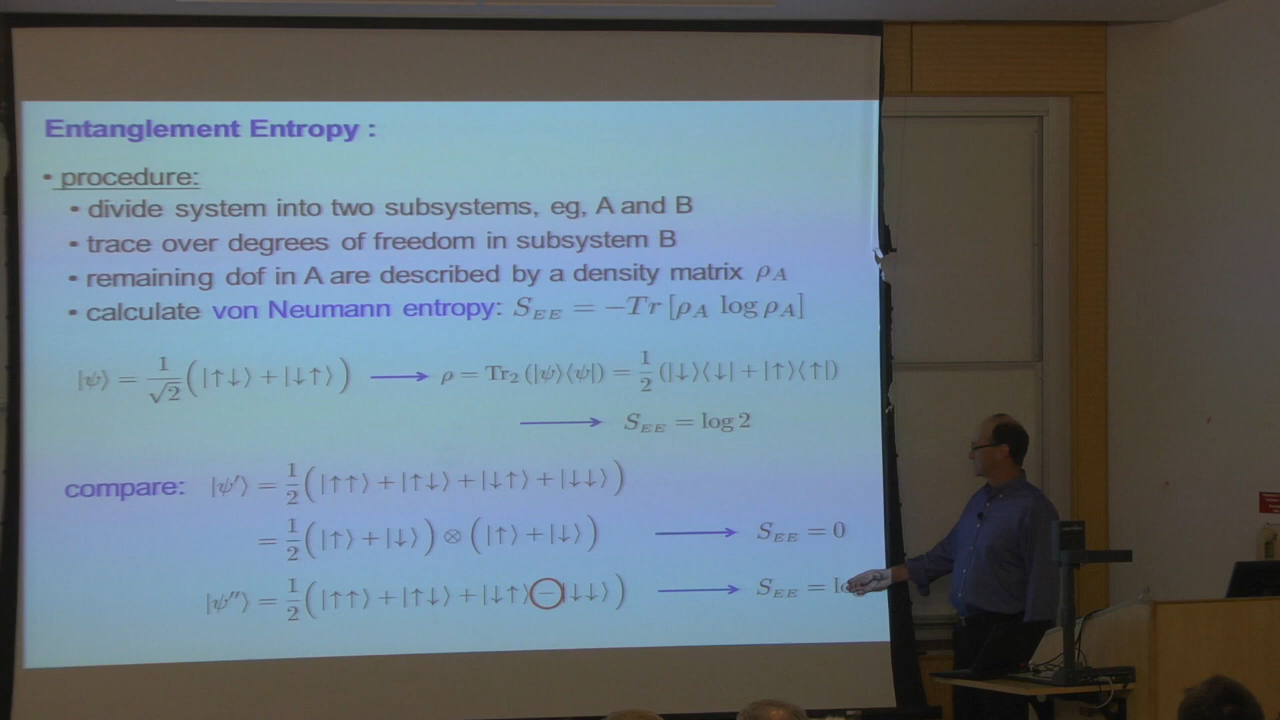 Entanglement Entropy :
• procedure:
• divide system into two subsystems, eg, A and B
• trace over degrees of freedom in subsystem B
• remaining dof in A are described by a density matrix ρ_A
• calculate von Neumann entropy: S_EE = −Tr [ρ_A log ρ_A]
|ψ⟩ = 1/√2 (|↑↓⟩ + |↓↑⟩) ⟶ ρ = Tr₂ (|ψ⟩⟨ψ|) = 1/2 (|↓⟩⟨↓| + |↑⟩⟨↑|)
⟶ S_EE = log 2
compare: |ψ′⟩ = 1/2 (|↑↑⟩ + |↑↓⟩ + |↓↑⟩ + |↓↓⟩)
= 1/2 (|↑⟩ + |↓⟩) ⊗ (|↑⟩ + |↓⟩) ⟶ S_EE = 0
|ψ″⟩ = 1/2 (|↑↑⟩ + |↑↓⟩ + |↓↑⟩ − |↓↓⟩) ⟶ S_EE =